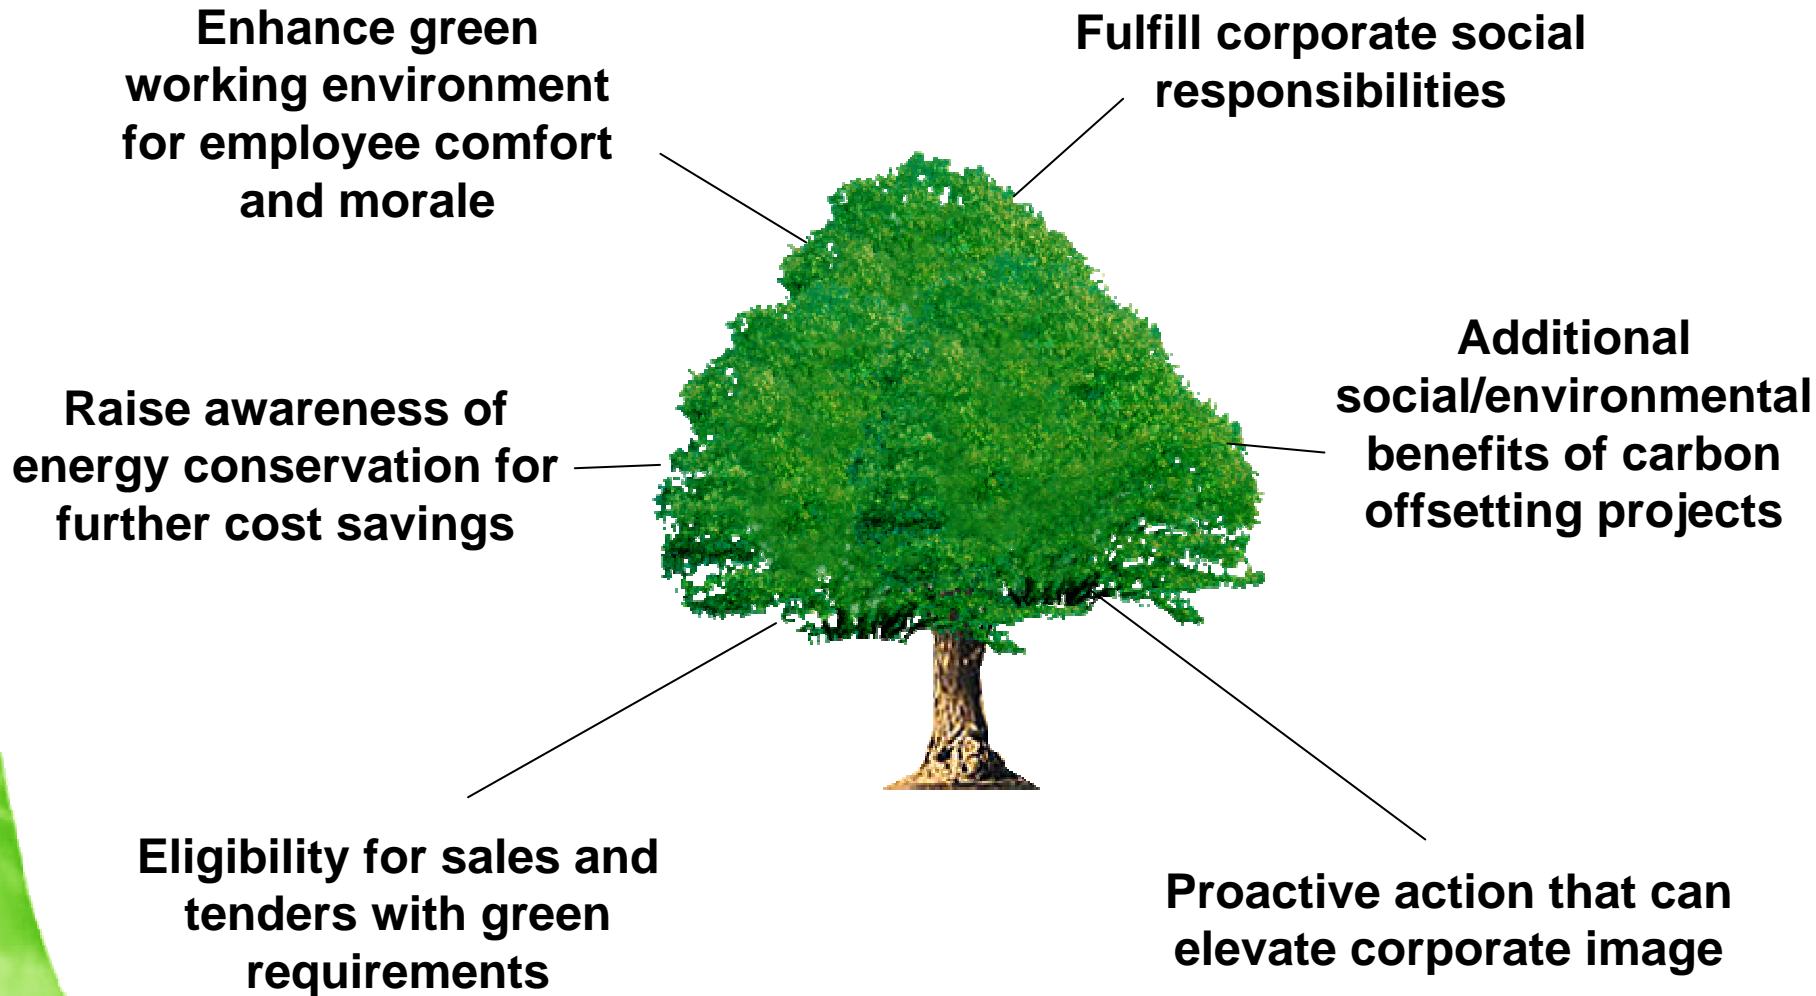 Enhance green
working environment
for employee comfort
and morale
Fulfill corporate social
responsibilities
Raise awareness of
energy conservation for
further cost savings
Additional
social/environmental
benefits of carbon
offsetting projects
Eligibility for sales and
tenders with green
requirements
Proactive action that can
elevate corporate image